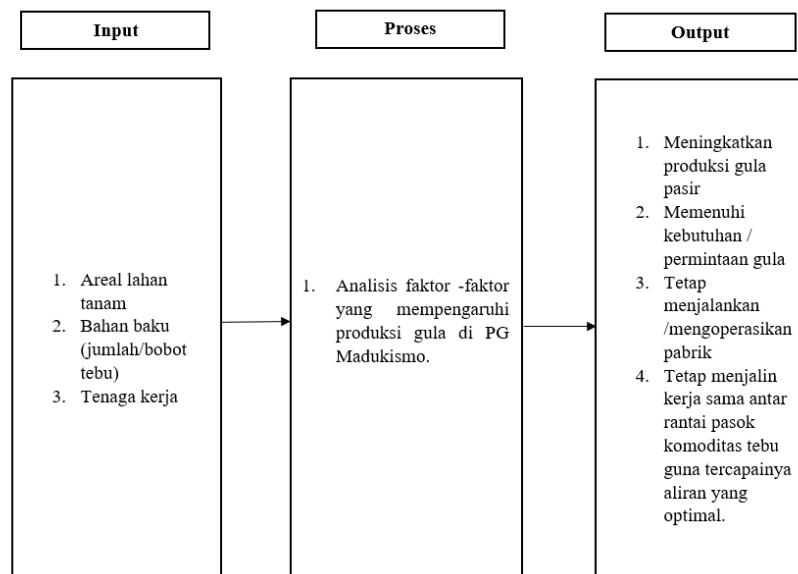 Input
Proses
Output
1. Areal lahan
tanam
2. Bahan baku
(jumlah/bobot
tebu)
3. Tenaga kerja
1. Analisis faktor -faktor
yang mempengaruhi
produksi gula di PG
Madukismo.
1. Meningkatkan
produksi gula
pasir
2. Memenuhi
kebutuhan /
permintaan gula
3. Tetap
menjalankan
/mengoperasikan
pabrik
4. Tetap menjalin
kerja sama antar
rantai pasok
komoditas tebu
guna tercapainya
aliran yang
optimal.